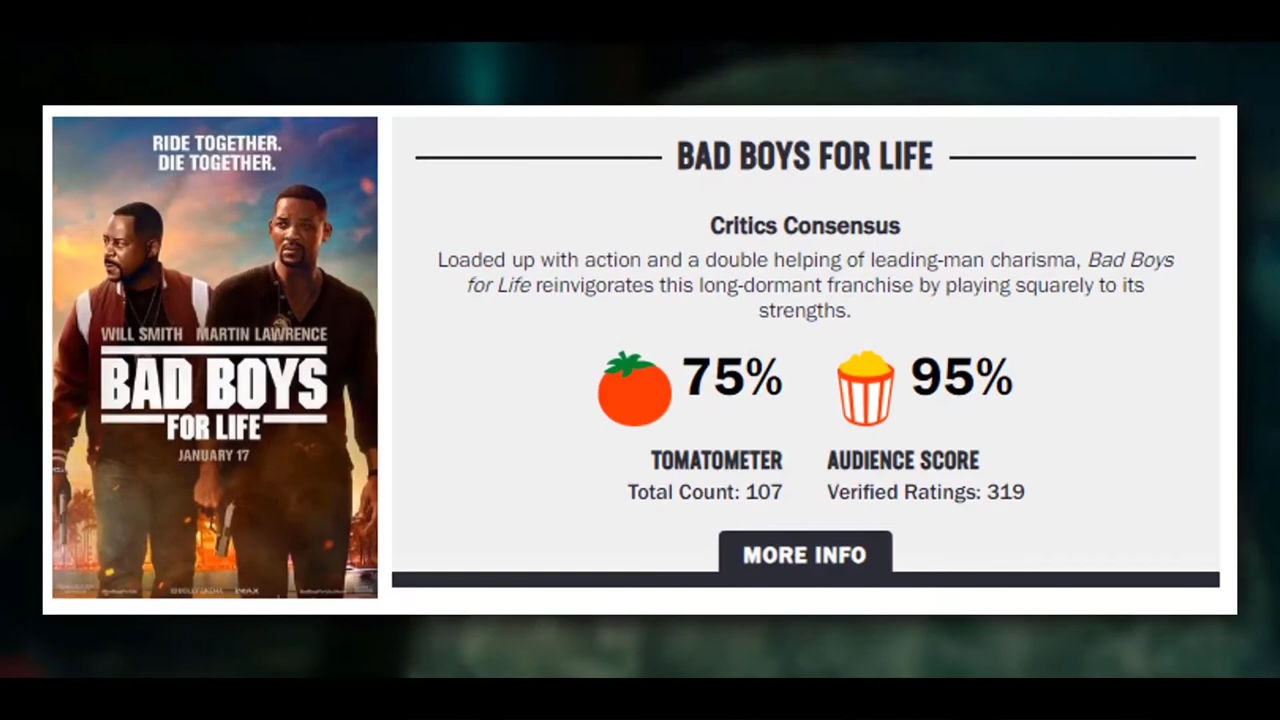 RIDE TOGETHER.
DIE TOGETHER.
WILL SMITH MARTIN LAWRENCE
BAD BOYS
FOR LIFE
JANUARY 17
BAD BOYS FOR LIFE
Critics Consensus
Loaded up with action and a double helping of leading-man charisma, Bad Boys
for Life reinvigorates this long-dormant franchise by playing squarely to its
strengths.
75% 95%
TOMATOMETER AUDIENCE SCORE
Total Count: 107 Verified Ratings: 319
MORE INFO